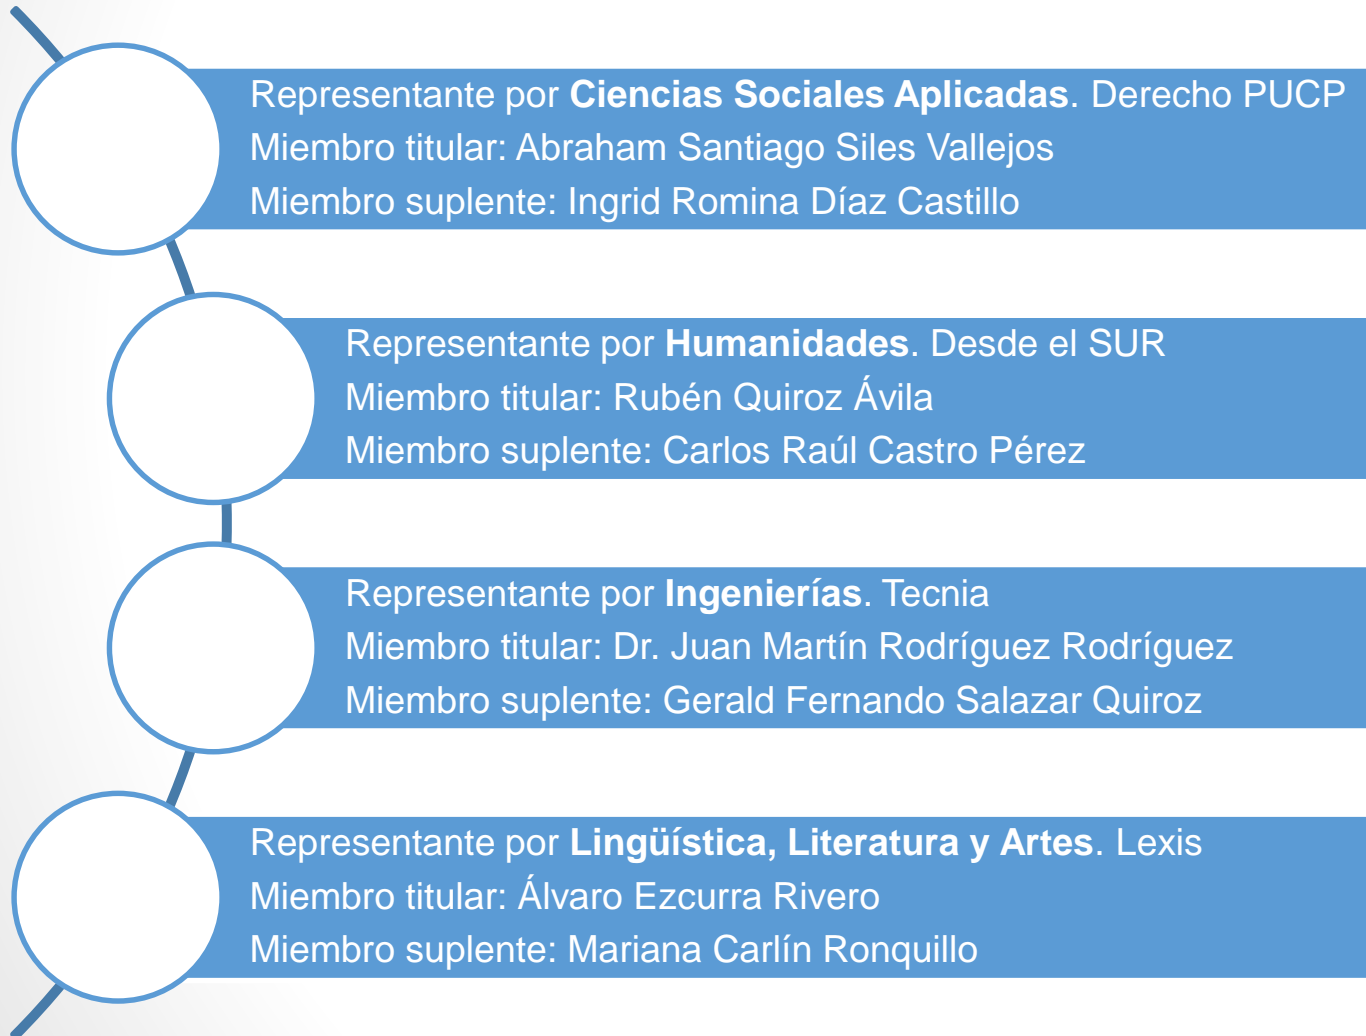 Representante por Ciencias Sociales Aplicadas. Derecho PUCP
Miembro titular: Abraham Santiago Siles Vallejos
Miembro suplente: Ingrid Romina Díaz Castillo
Representante por Humanidades. Desde el SUR
Miembro titular: Rubén Quiroz Ávila
Miembro suplente: Carlos Raúl Castro Pérez
Representante por Ingenierías. Tecnia
Miembro titular: Dr. Juan Martín Rodríguez Rodríguez
Miembro suplente: Gerald Fernando Salazar Quiroz
Representante por Lingüística, Literatura y Artes. Lexis
Miembro titular: Álvaro Ezcurra Rivero
Miembro suplente: Mariana Carlín Ronquillo